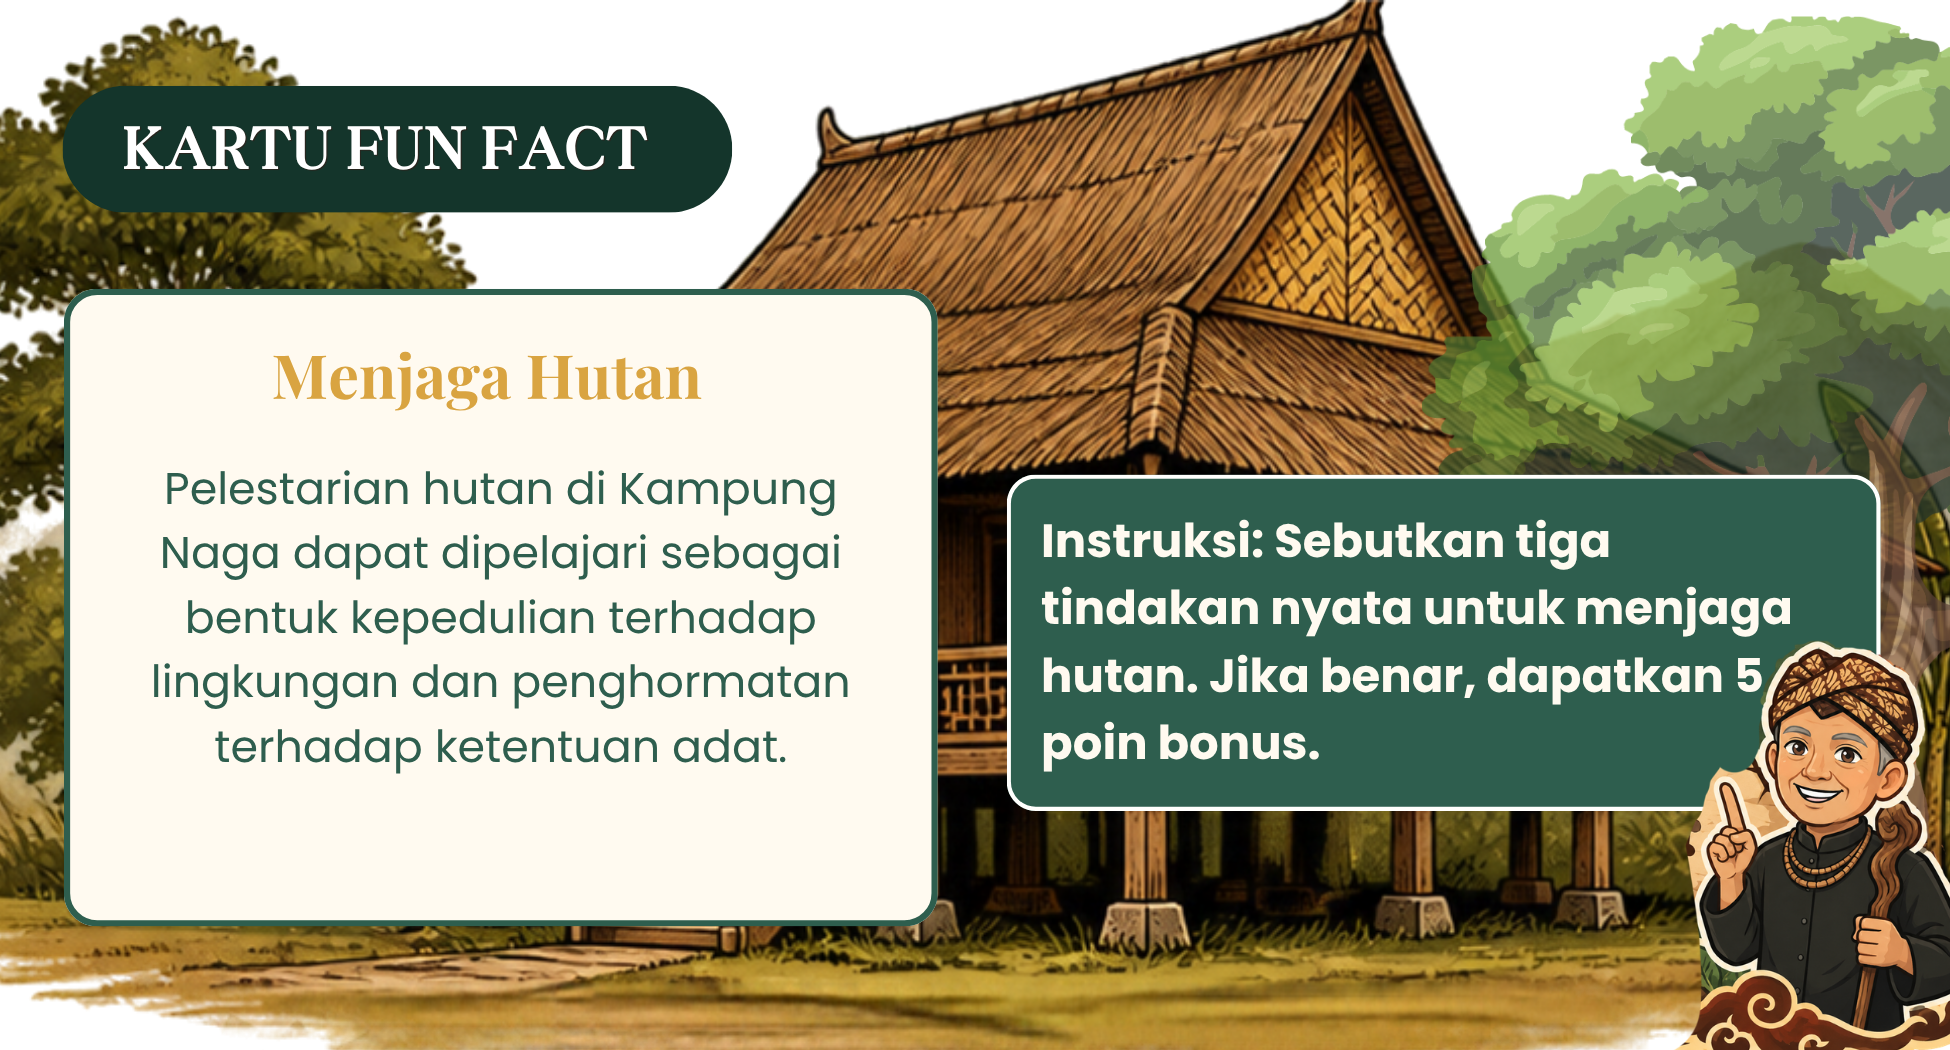 KARTU FUN FACT
Menjaga Hutan
Pelestarian hutan di Kampung
Naga dapat dipelajari sebagai
bentuk kepedulian terhadap
lingkungan dan penghormatan
terhadap ketentuan adat.
Instruksi: Sebutkan tiga
tindakan nyata untuk menjaga
hutan. Jika benar, dapatkan 5
poin bonus.